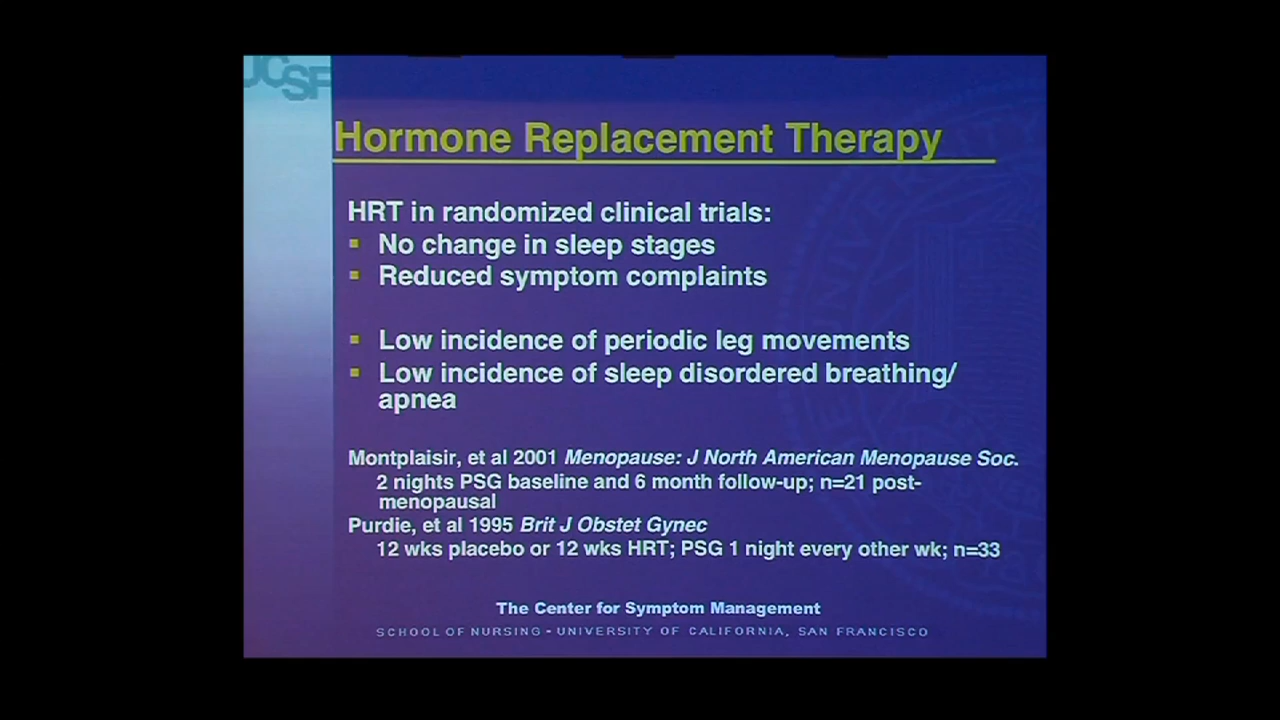 UCSF
Hormone Replacement Therapy
HRT in randomized clinical trials:
▪ No change in sleep stages
▪ Reduced symptom complaints
▪ Low incidence of periodic leg movements
▪ Low incidence of sleep disordered breathing/
apnea
Montplaisir, et al 2001 Menopause: J North American Menopause Soc.
2 nights PSG baseline and 6 month follow-up; n=21 post-
menopausal
Purdie, et al 1995 Brit J Obstet Gynec
12 wks placebo or 12 wks HRT; PSG 1 night every other wk; n=33
The Center for Symptom Management
SCHOOL OF NURSING - UNIVERSITY OF CALIFORNIA, SAN FRANCISCO